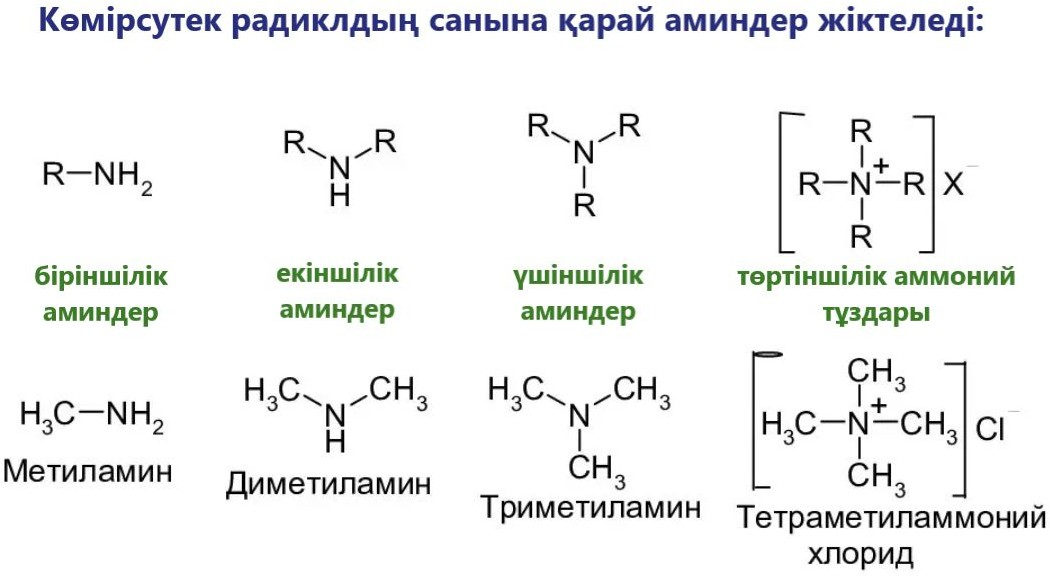 Көмірсутек радиклдың санына қарай аминдер жіктеледі:
R–NH₂
R R
N
H
R R
N
R
R
R–N⁺–R X⁻
R
біріншілік аминдер
екіншілік аминдер
үшіншілік аминдер
төртіншілік аммоний тұздары
H₃C–NH₂
H₃C CH₃
N
H
H₃C CH₃
N
CH₃
CH₃
H₃C–N⁺–CH₃ Cl⁻
CH₃
Метиламин
Диметиламин
Триметиламин
Тетраметиламмоний
хлорид